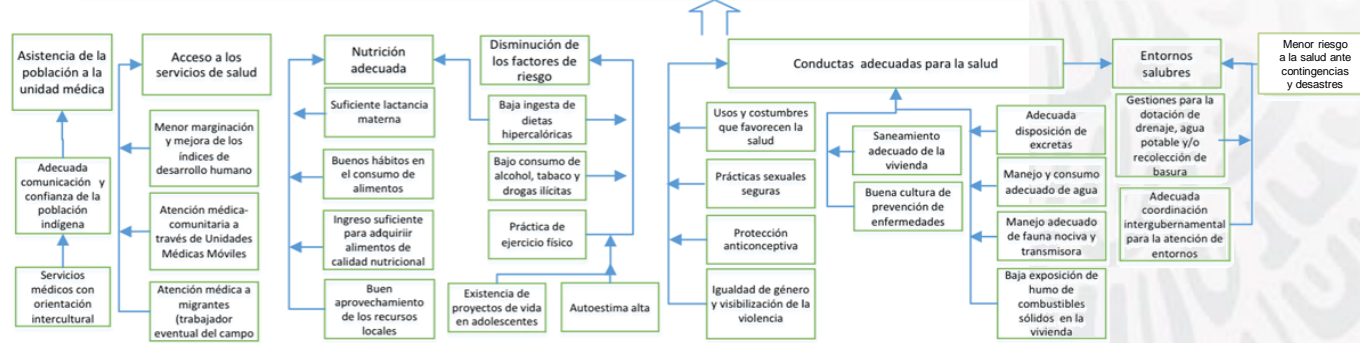 Asistencia de la
población a la
unidad médica
Adecuada
comunicación y
confianza de la
población
indígena
Servicios
médicos con
orientación
intercultural
Acceso a los
servicios de salud
Menor marginación
y mejora de los
índices de
desarrollo humano
Atención médica-
comunitaria a
través de Unidades
Médicas Móviles
Atención médica a
migrantes
(trabajador
eventual del campo
Nutrición
adecuada
Suficiente lactancia
materna
Buenos hábitos en
el consumo de
alimentos
Ingreso suficiente
para adquirir
alimentos de
calidad nutricional
Buen
aprovechamiento
de los recursos
locales
Disminución de
los factores de
riesgo
Baja ingesta de
dietas
hipercalóricas
Bajo consumo de
alcohol, tabaco y
drogas ilícitas
Práctica de
ejercicio físico
Existencia de
proyectos de vida
en adolescentes
Autoestima alta
Conductas adecuadas para la salud
Usos y costumbres
que favorecen la
salud
Prácticas sexuales
seguras
Protección
anticonceptiva
Igualdad de género
y visibilización de la
violencia
Saneamiento
adecuado de la
vivienda
Buena cultura de
prevención de
enfermedades
Adecuada
disposición de
excretas
Manejo y consumo
adecuado de agua
Manejo adecuado
de fauna nociva y
transmisora
Baja exposición de
humo de
combustibles
sólidos en la
vivienda
Entornos
salubres
Gestiones para la
dotación de
drenaje, agua
potable y/o
recolección de
basura
Adecuada
coordinación
intergubernamental
para la atención de
entornos
Menor riesgo
a la salud ante
contingencias
y desastres